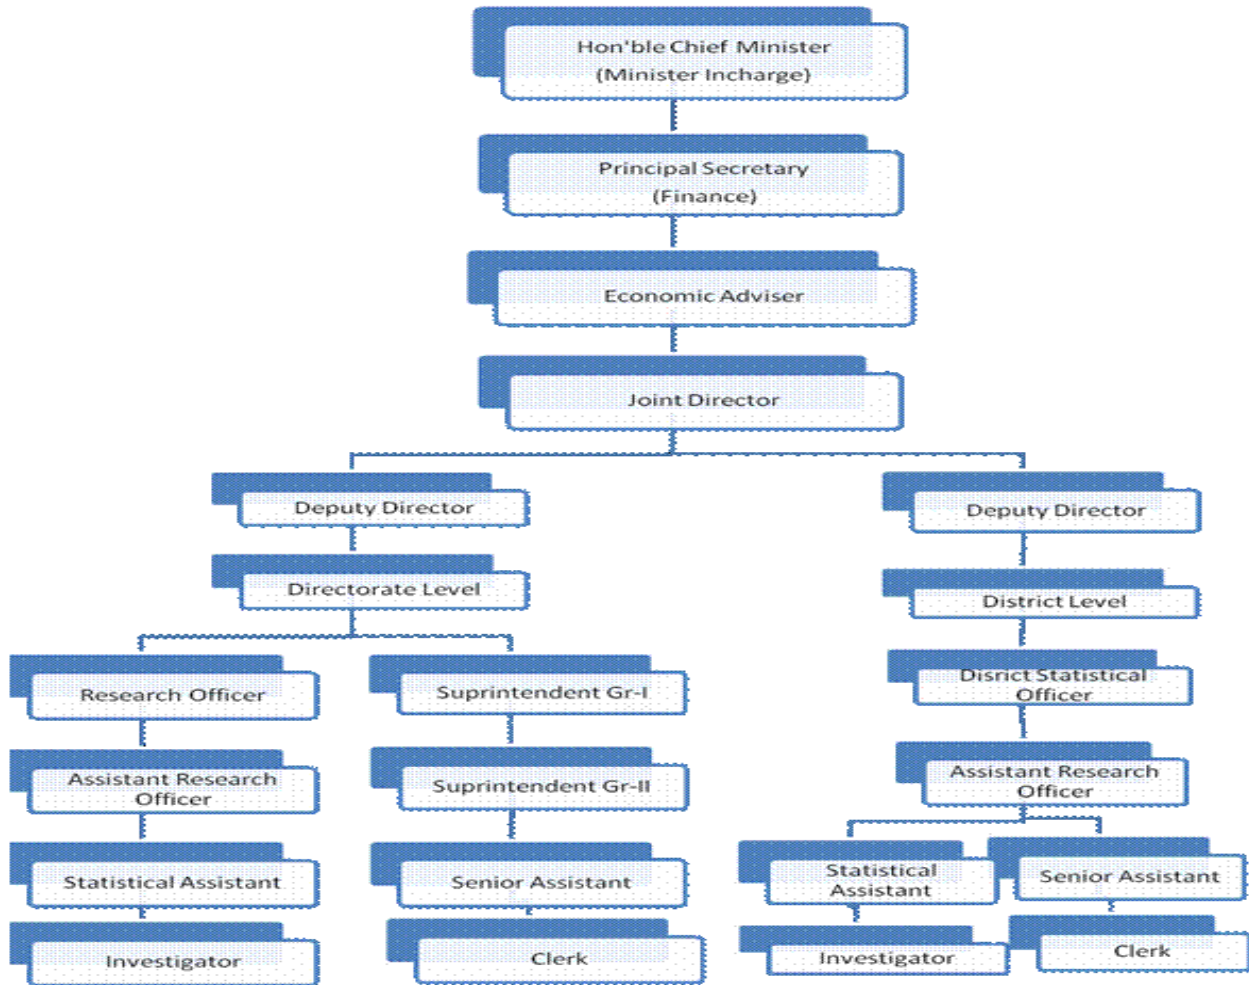 Hon'ble Chief Minister
(Minister Incharge)
Principal Secretary
(Finance)
Economic Adviser
Joint Director
Deputy Director
Deputy Director
Directorate Level
District Level
Research Officer
Suprintendent Gr-I
Disrict Statistical
Officer
Assistant Research
Officer
Suprintendent Gr-II
Assistant Research
Officer
Statistical Assistant
Senior Assistant
Statistical
Assistant
Senior Assistant
Investigator
Clerk
Investigator
Clerk